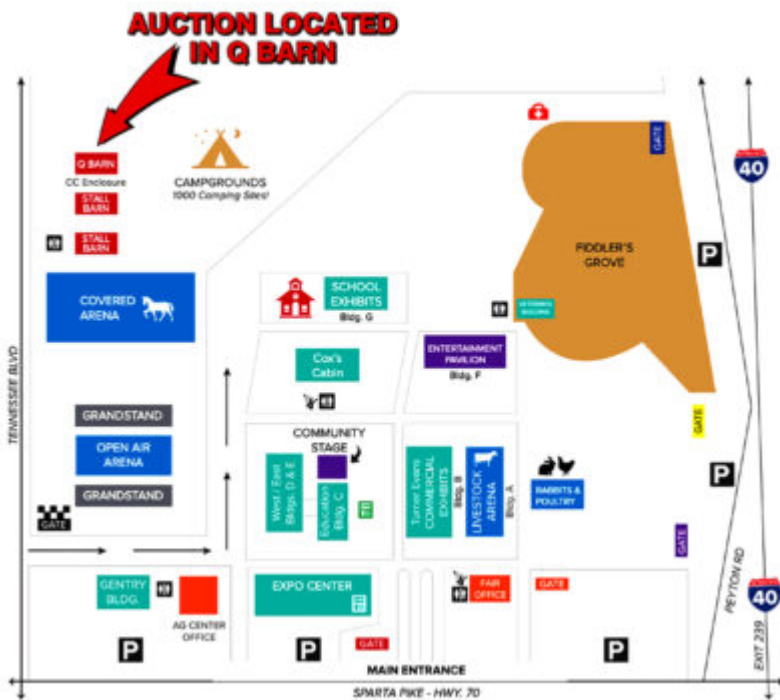 AUCTION LOCATED
IN Q BARN
Q BARN
CC Enclosure
STALL
BARN
STALL
BARN
CAMPGROUNDS
1000 Camping Sites!
GATE
40
P
FIDDLER'S
GROVE
COVERED
ARENA
SCHOOL
EXHIBITS
Bldg. G
BUILDING
TENNESSEE BLVD
Cox's
Cabin
ENTERTAINMENT
PAVILION
Bldg. F
GRANDSTAND
OPEN AIR
ARENA
GRANDSTAND
GATE
COMMUNITY
STAGE
West / East
Bldgs. D & E
Education
Bldg. C
Turner Evans
COMMERCIAL
EXHIBITS
Bldg. B
LIVESTOCK
ARENA
Bldg. A
RABBITS &
POULTRY
GATE
P
GATE
PEYTON RD
EXIT 239
40
GENTRY
BLDG.
AG CENTER
OFFICE
EXPO CENTER
FAIR
OFFICE
GATE
P
P
GATE
P
MAIN ENTRANCE
SPARTA PIKE - HWY. 70